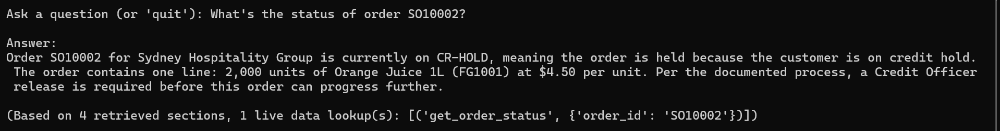 Ask a question (or 'quit'): What's the status of order SO10002?
Answer:
Order SO10002 for Sydney Hospitality Group is currently on CR-HOLD, meaning the order is held because the customer is on credit hold.
The order contains one line: 2,000 units of Orange Juice 1L (FG1001) at $4.50 per unit. Per the documented process, a Credit Officer
release is required before this order can progress further.
(Based on 4 retrieved sections, 1 live data lookup(s): [('get_order_status', {'order_id': 'SO10002'})])